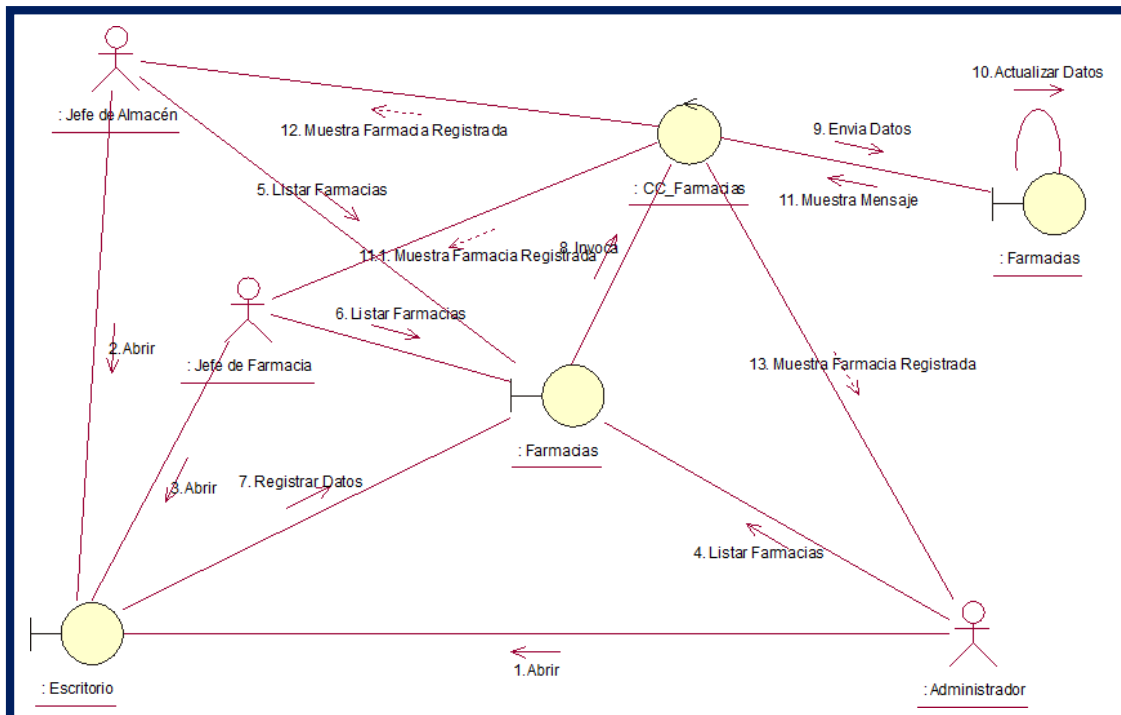 10. Actualizar Datos
: Jefe de Almacén
12. Muestra Farmacia Registrada
9. Envia Datos
5. Listar Farmacias
: CC_Farmacias
11. Muestra Mensaje
8. Invoca
11.1. Muestra Farmacia Registrada
: Farmacias
6. Listar Farmacias
2. Abrir
: Jefe de Farmacia
13. Muestra Farmacia Registrada
: Farmacias
3. Abrir
7. Registrar Datos
4. Listar Farmacias
1. Abrir
: Escritorio
: Administrador